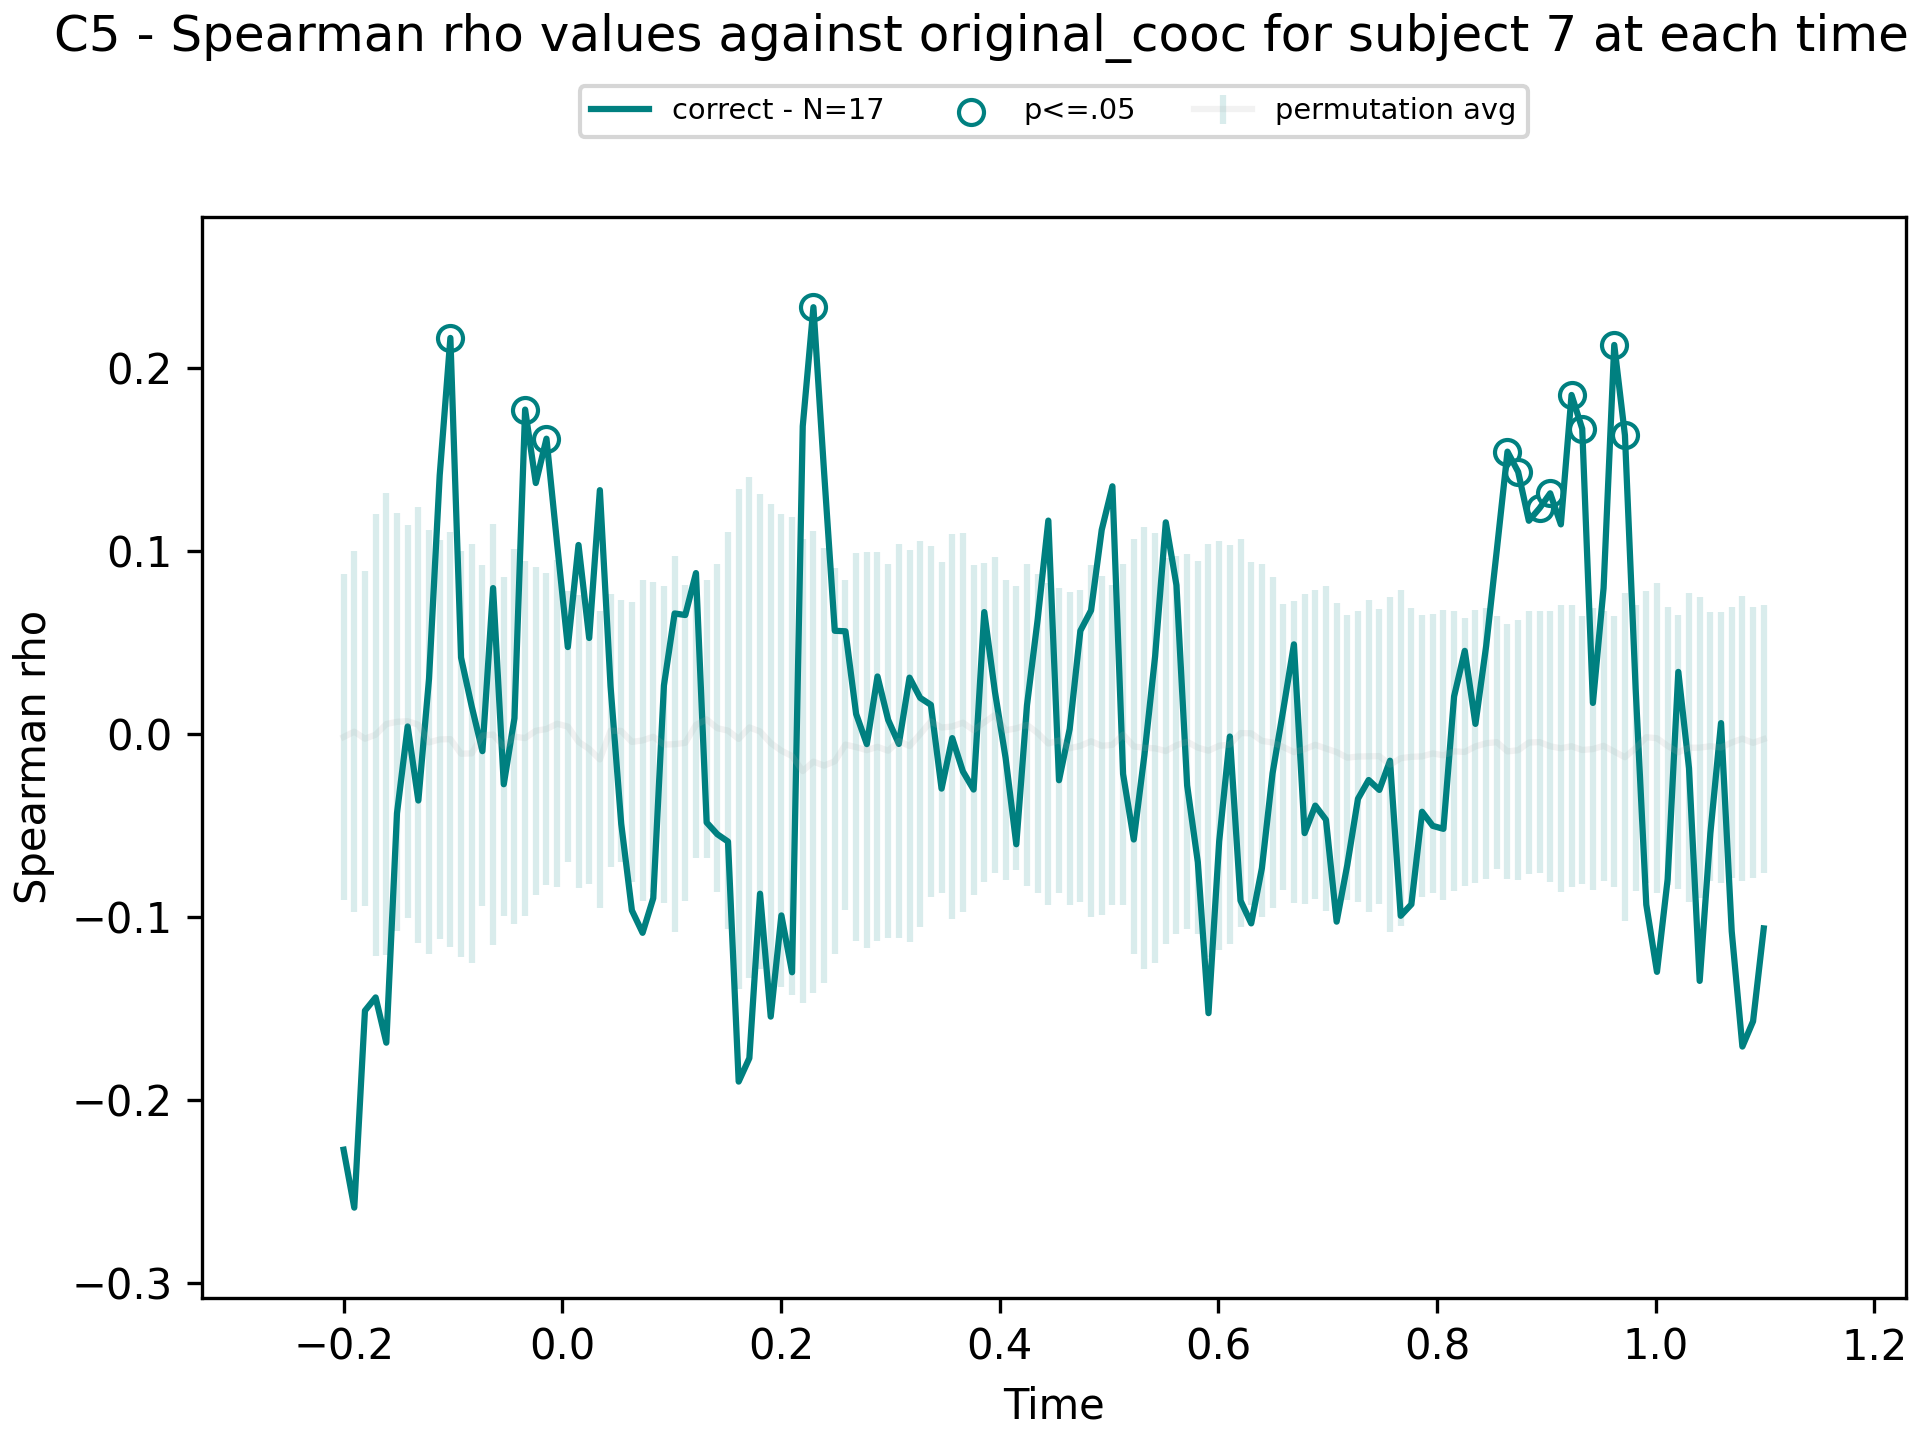 C5 - Spearman rho values against original_cooc for subject 7 at each time
correct - N=17 p<=.05 permutation avg
Spearman rho
0.2
0.1
0.0
−0.1
−0.2
−0.3
−0.2 0.0 0.2 0.4 0.6 0.8 1.0 1.2
Time